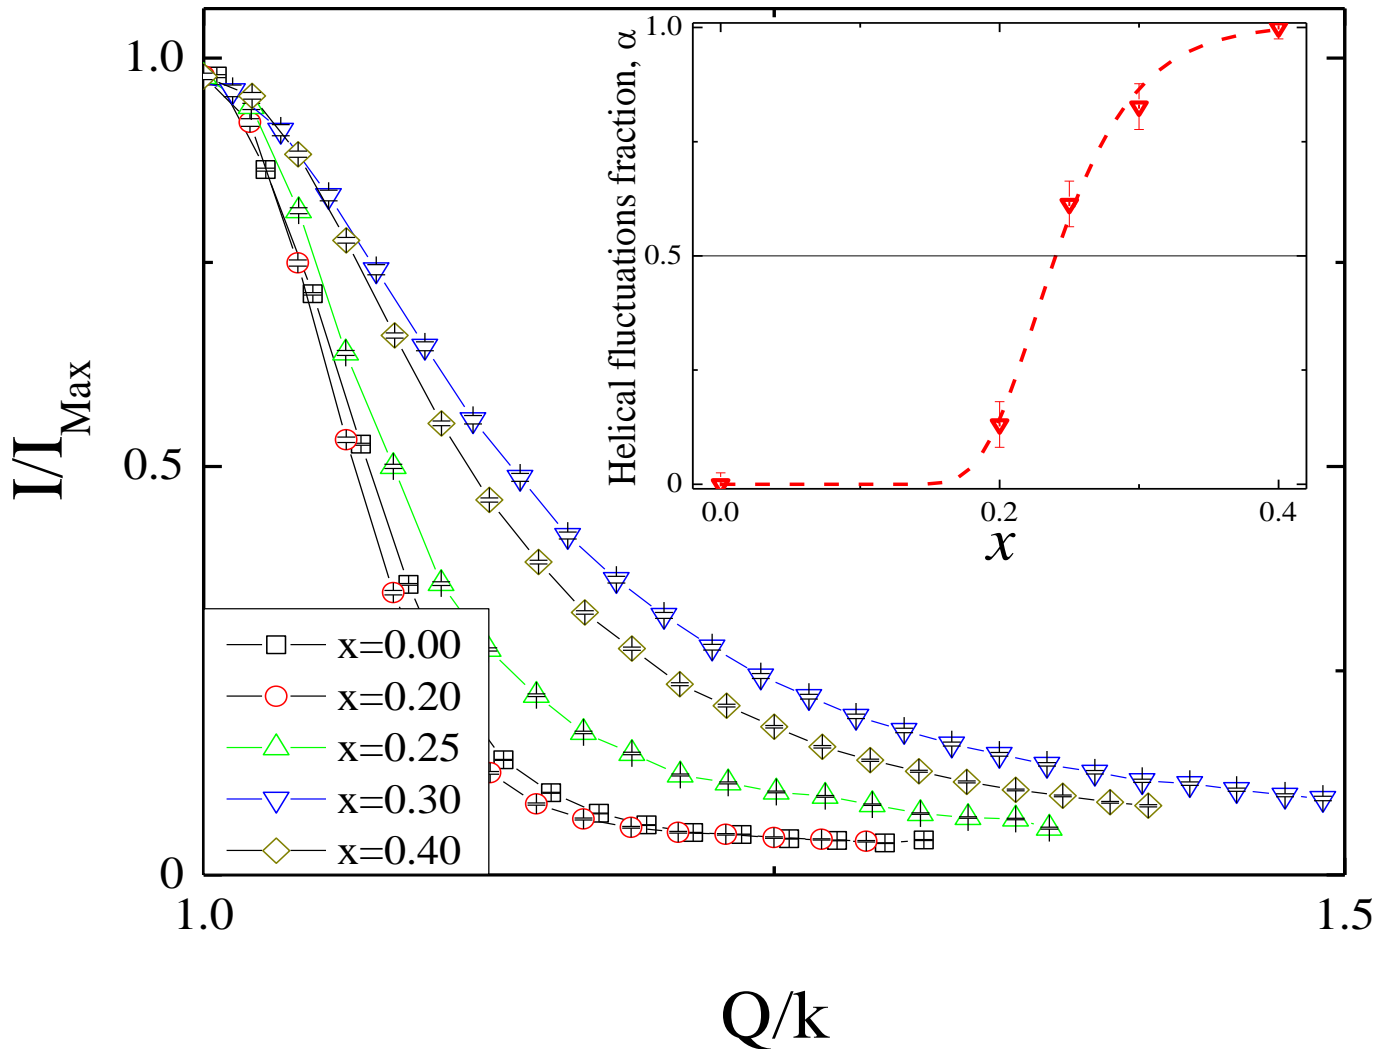 1.0
0.5
0
I/I_Max
1.0
1.5
Q/k
x=0.00
x=0.20
x=0.25
x=0.30
x=0.40
Helical fluctuations fraction, α
1.0
0.5
0
0.0
0.2
0.4
x